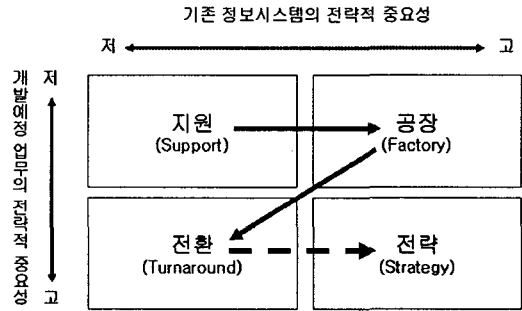 기존 정보시스템의 전략적 중요성
저 고
개발예정 업무의 전략적 중요성
저
지원
(Support)
공장
(Factory)
전환
(Turnaround)
전략
(Strategy)
고